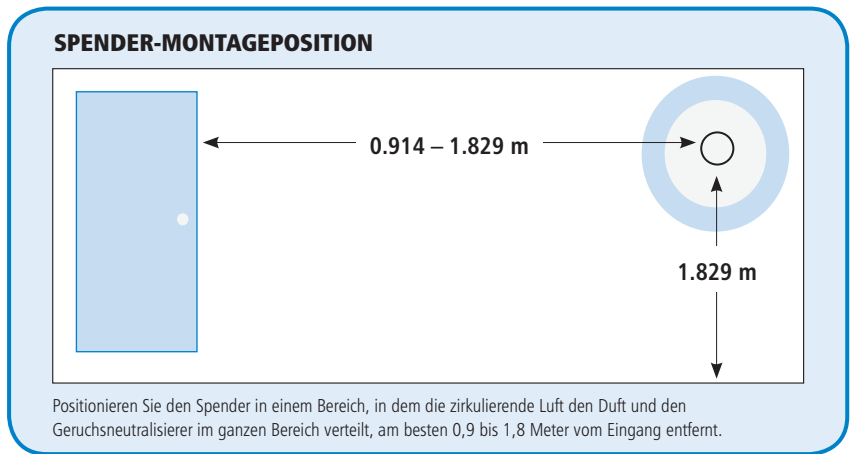 SPENDER-MONTAGEPOSITION
0.914 – 1.829 m
1.829 m
Positionieren Sie den Spender in einem Bereich, in dem die zirkulierende Luft den Duft und den
Geruchsneutralisierer im ganzen Bereich verteilt, am besten 0,9 bis 1,8 Meter vom Eingang entfernt.